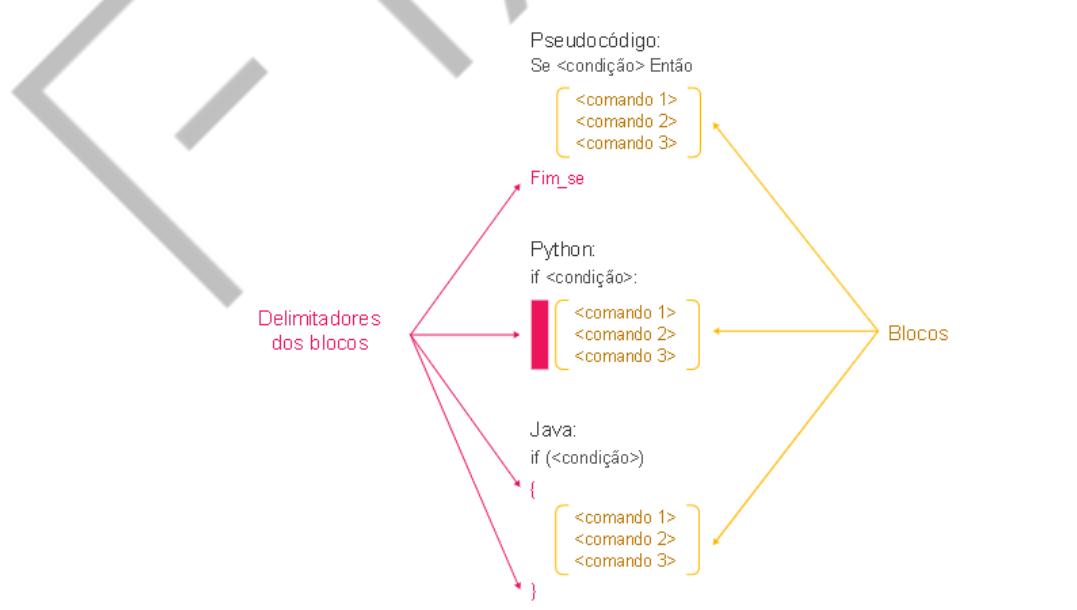 Pseudocódigo:
Se <condição> Então
<comando 1>
<comando 2>
<comando 3>
Fim_se
Python:
if <condição>:
<comando 1>
<comando 2>
<comando 3>
Delimitadores
dos blocos
Blocos
Java:
if (<condição>)
{
<comando 1>
<comando 2>
<comando 3>
}